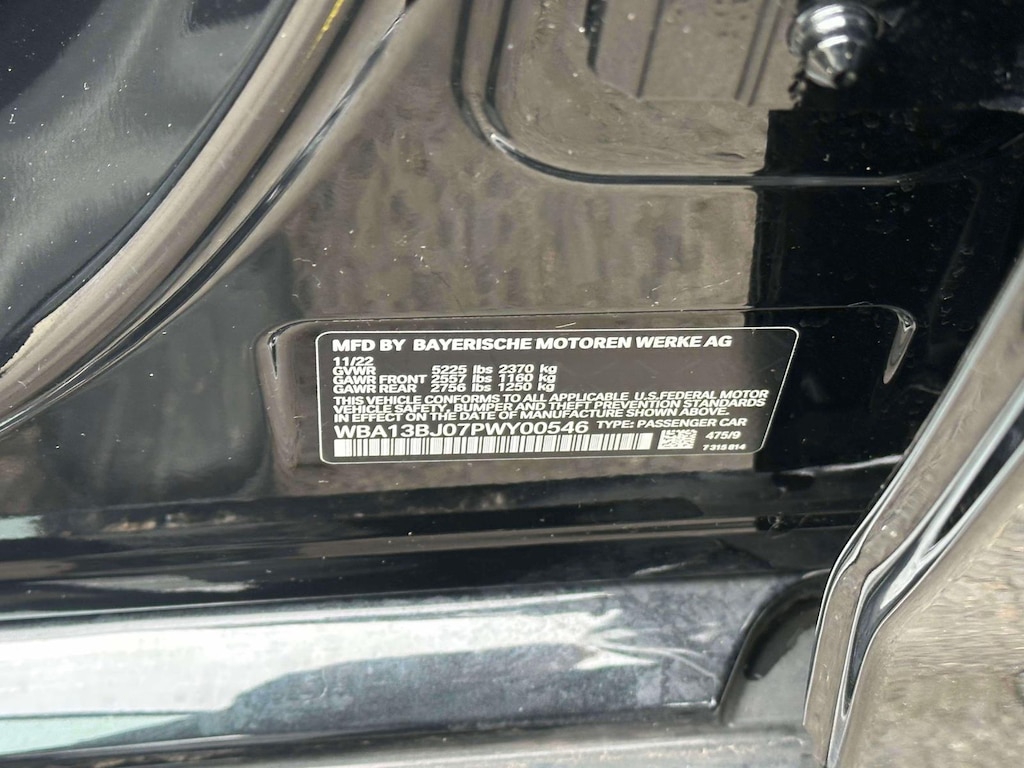 MFD BY BAYERISCHE MOTOREN WERKE AG
11/22
GVWR 5225 lbs 2370 kg
GAWR FRONT 2557 lbs 1160 kg
GAWR REAR 2756 lbs 1250 kg
THIS VEHICLE CONFORMS TO ALL APPLICABLE U.S.FEDERAL MOTOR
VEHICLE SAFETY, BUMPER AND THEFT PREVENTION STANDARDS
IN EFFECT ON THE DATE OF MANUFACTURE SHOWN ABOVE.
WBA13BJ07PWY00546 TYPE: PASSENGER CAR
475/9
7 315 814